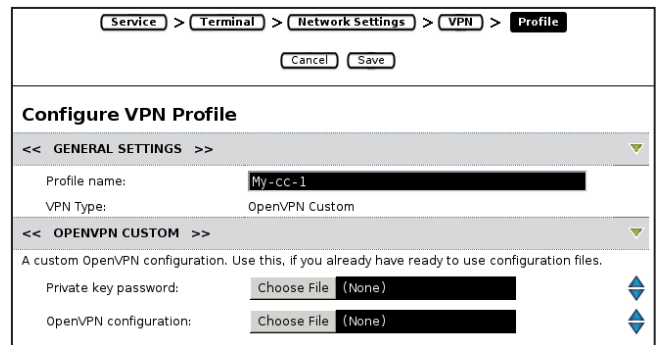 Service > Terminal > Network Settings > VPN > Profile
Cancel Save
Configure VPN Profile
<< GENERAL SETTINGS >>
Profile name: My-cc-1
VPN Type: OpenVPN Custom
<< OPENVPN CUSTOM >>
A custom OpenVPN configuration. Use this, if you already have ready to use configuration files.
Private key password: Choose File (None)
OpenVPN configuration: Choose File (None)